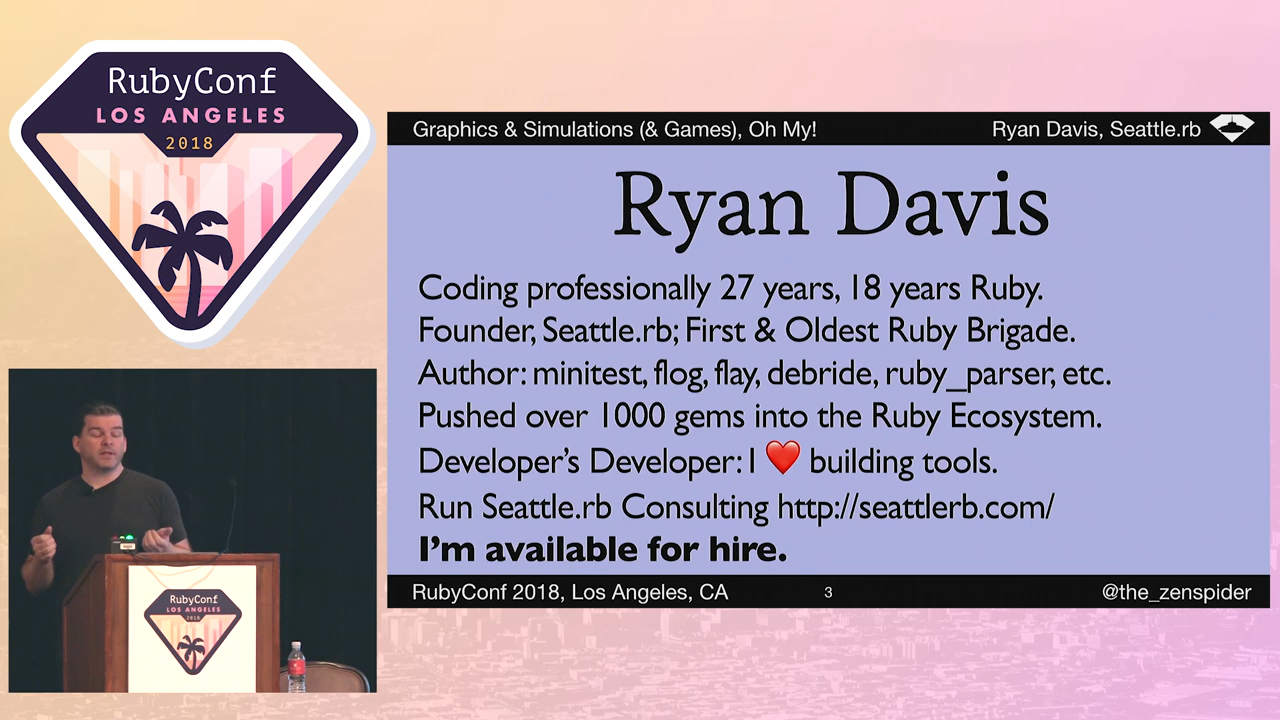 RubyConf
LOS ANGELES
2018
Graphics & Simulations (& Games), Oh My!
Ryan Davis, Seattle.rb
Ryan Davis
Coding professionally 27 years, 18 years Ruby.
Founder, Seattle.rb; First & Oldest Ruby Brigade.
Author: minitest, flog, flay, debride, ruby_parser, etc.
Pushed over 1000 gems into the Ruby Ecosystem.
Developer's Developer: I ❤️ building tools.
Run Seattle.rb Consulting http://seattlerb.com/
I'm available for hire.
RubyConf 2018, Los Angeles, CA
3
@the_zenspider
RubyConf
LOS ANGELES
2018